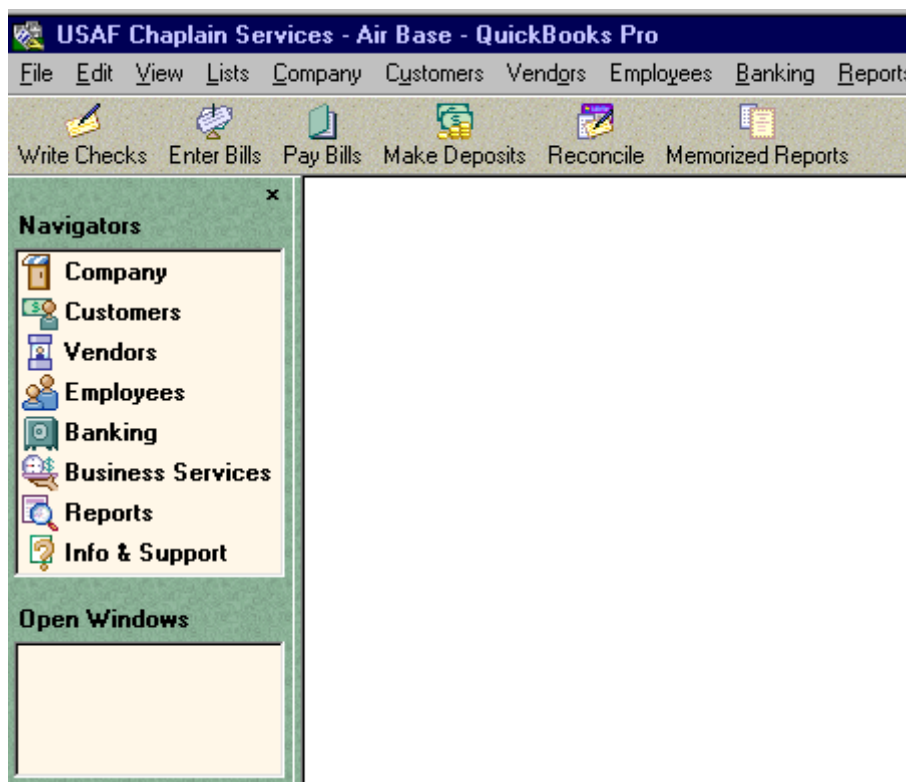 USAF Chaplain Services - Air Base - QuickBooks Pro
File Edit View Lists Company Customers Vendors Employees Banking Reports
Write Checks Enter Bills Pay Bills Make Deposits Reconcile Memorized Reports
x
Navigators
Company
Customers
Vendors
Employees
Banking
Business Services
Reports
Info & Support
Open Windows